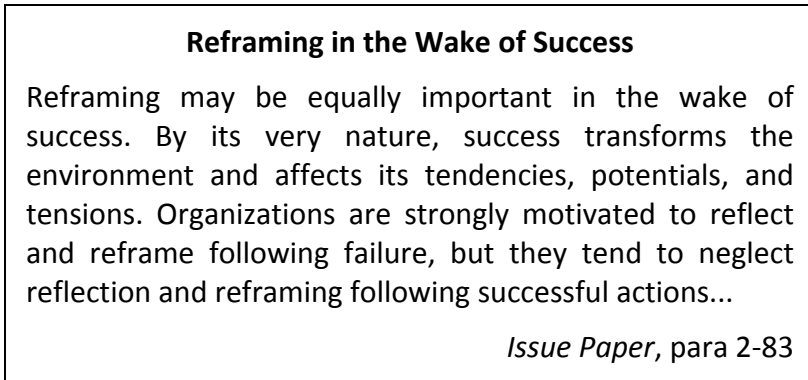 Reframing in the Wake of Success
Reframing may be equally important in the wake of
success. By its very nature, success transforms the
environment and affects its tendencies, potentials, and
tensions. Organizations are strongly motivated to reflect
and reframe following failure, but they tend to neglect
reflection and reframing following successful actions...
Issue Paper, para 2-83